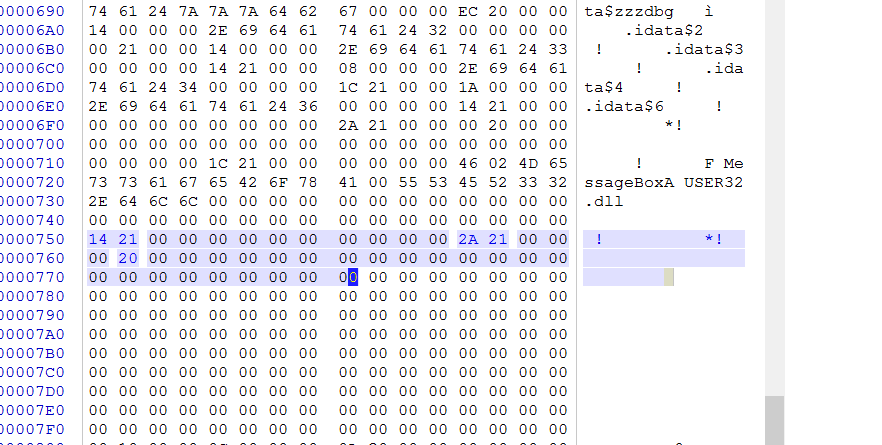 0000690 74 61 24 7A 7A 7A 64 62 67 00 00 00 EC 20 00 00 ta$zzzdbg ì
00006A0 14 00 00 00 2E 69 64 61 74 61 24 32 00 00 00 00 .idata$2
00006B0 00 21 00 00 14 00 00 00 2E 69 64 61 74 61 24 33 ! .idata$3
00006C0 00 00 00 00 14 21 00 00 08 00 00 00 2E 69 64 61 ! .ida
00006D0 74 61 24 34 00 00 00 00 1C 21 00 00 1A 00 00 00 ta$4 !
00006E0 2E 69 64 61 74 61 24 36 00 00 00 00 14 21 00 00 .idata$6 !
00006F0 00 00 00 00 00 00 00 00 2A 21 00 00 00 20 00 00 *!
0000700 00 00 00 00 00 00 00 00 00 00 00 00 00 00 00 00
0000710 00 00 00 00 1C 21 00 00 00 00 00 00 46 02 4D 65 ! F Me
0000720 73 73 61 67 65 42 6F 78 41 00 55 53 45 52 33 32 ssageBoxA USER32
0000730 2E 64 6C 6C 00 00 00 00 00 00 00 00 00 00 00 00 .dll
0000740 00 00 00 00 00 00 00 00 00 00 00 00 00 00 00 00
0000750 14 21 00 00 00 00 00 00 00 00 00 00 2A 21 00 00 ! *!
0000760 00 20 00 00 00 00 00 00 00 00 00 00 00 00 00 00
0000770 00 00 00 00 00 00 00 00 00 00 00 00 00 00 00 00
0000780 00 00 00 00 00 00 00 00 00 00 00 00 00 00 00 00
0000790 00 00 00 00 00 00 00 00 00 00 00 00 00 00 00 00
00007A0 00 00 00 00 00 00 00 00 00 00 00 00 00 00 00 00
00007B0 00 00 00 00 00 00 00 00 00 00 00 00 00 00 00 00
00007C0 00 00 00 00 00 00 00 00 00 00 00 00 00 00 00 00
00007D0 00 00 00 00 00 00 00 00 00 00 00 00 00 00 00 00
00007E0 00 00 00 00 00 00 00 00 00 00 00 00 00 00 00 00
00007F0 00 00 00 00 00 00 00 00 00 00 00 00 00 00 00 00